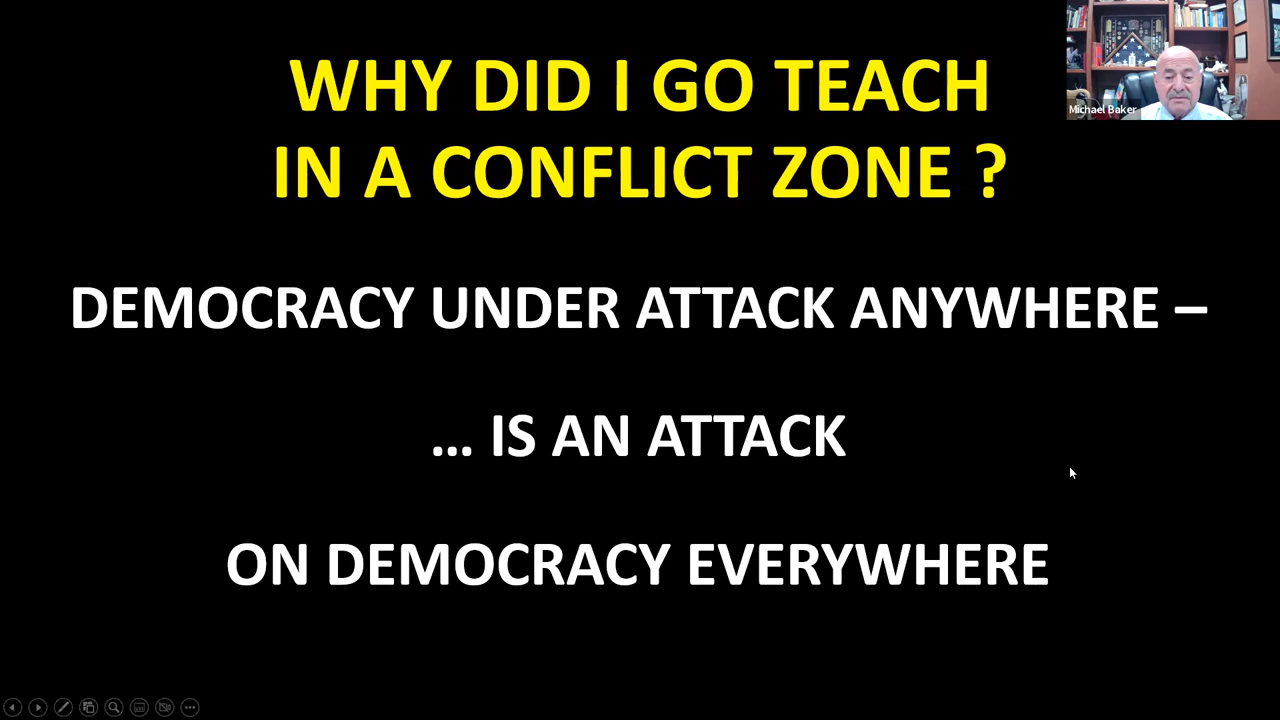 WHY DID I GO TEACH
IN A CONFLICT ZONE ?
Michael Baker
DEMOCRACY UNDER ATTACK ANYWHERE –
... IS AN ATTACK
ON DEMOCRACY EVERYWHERE